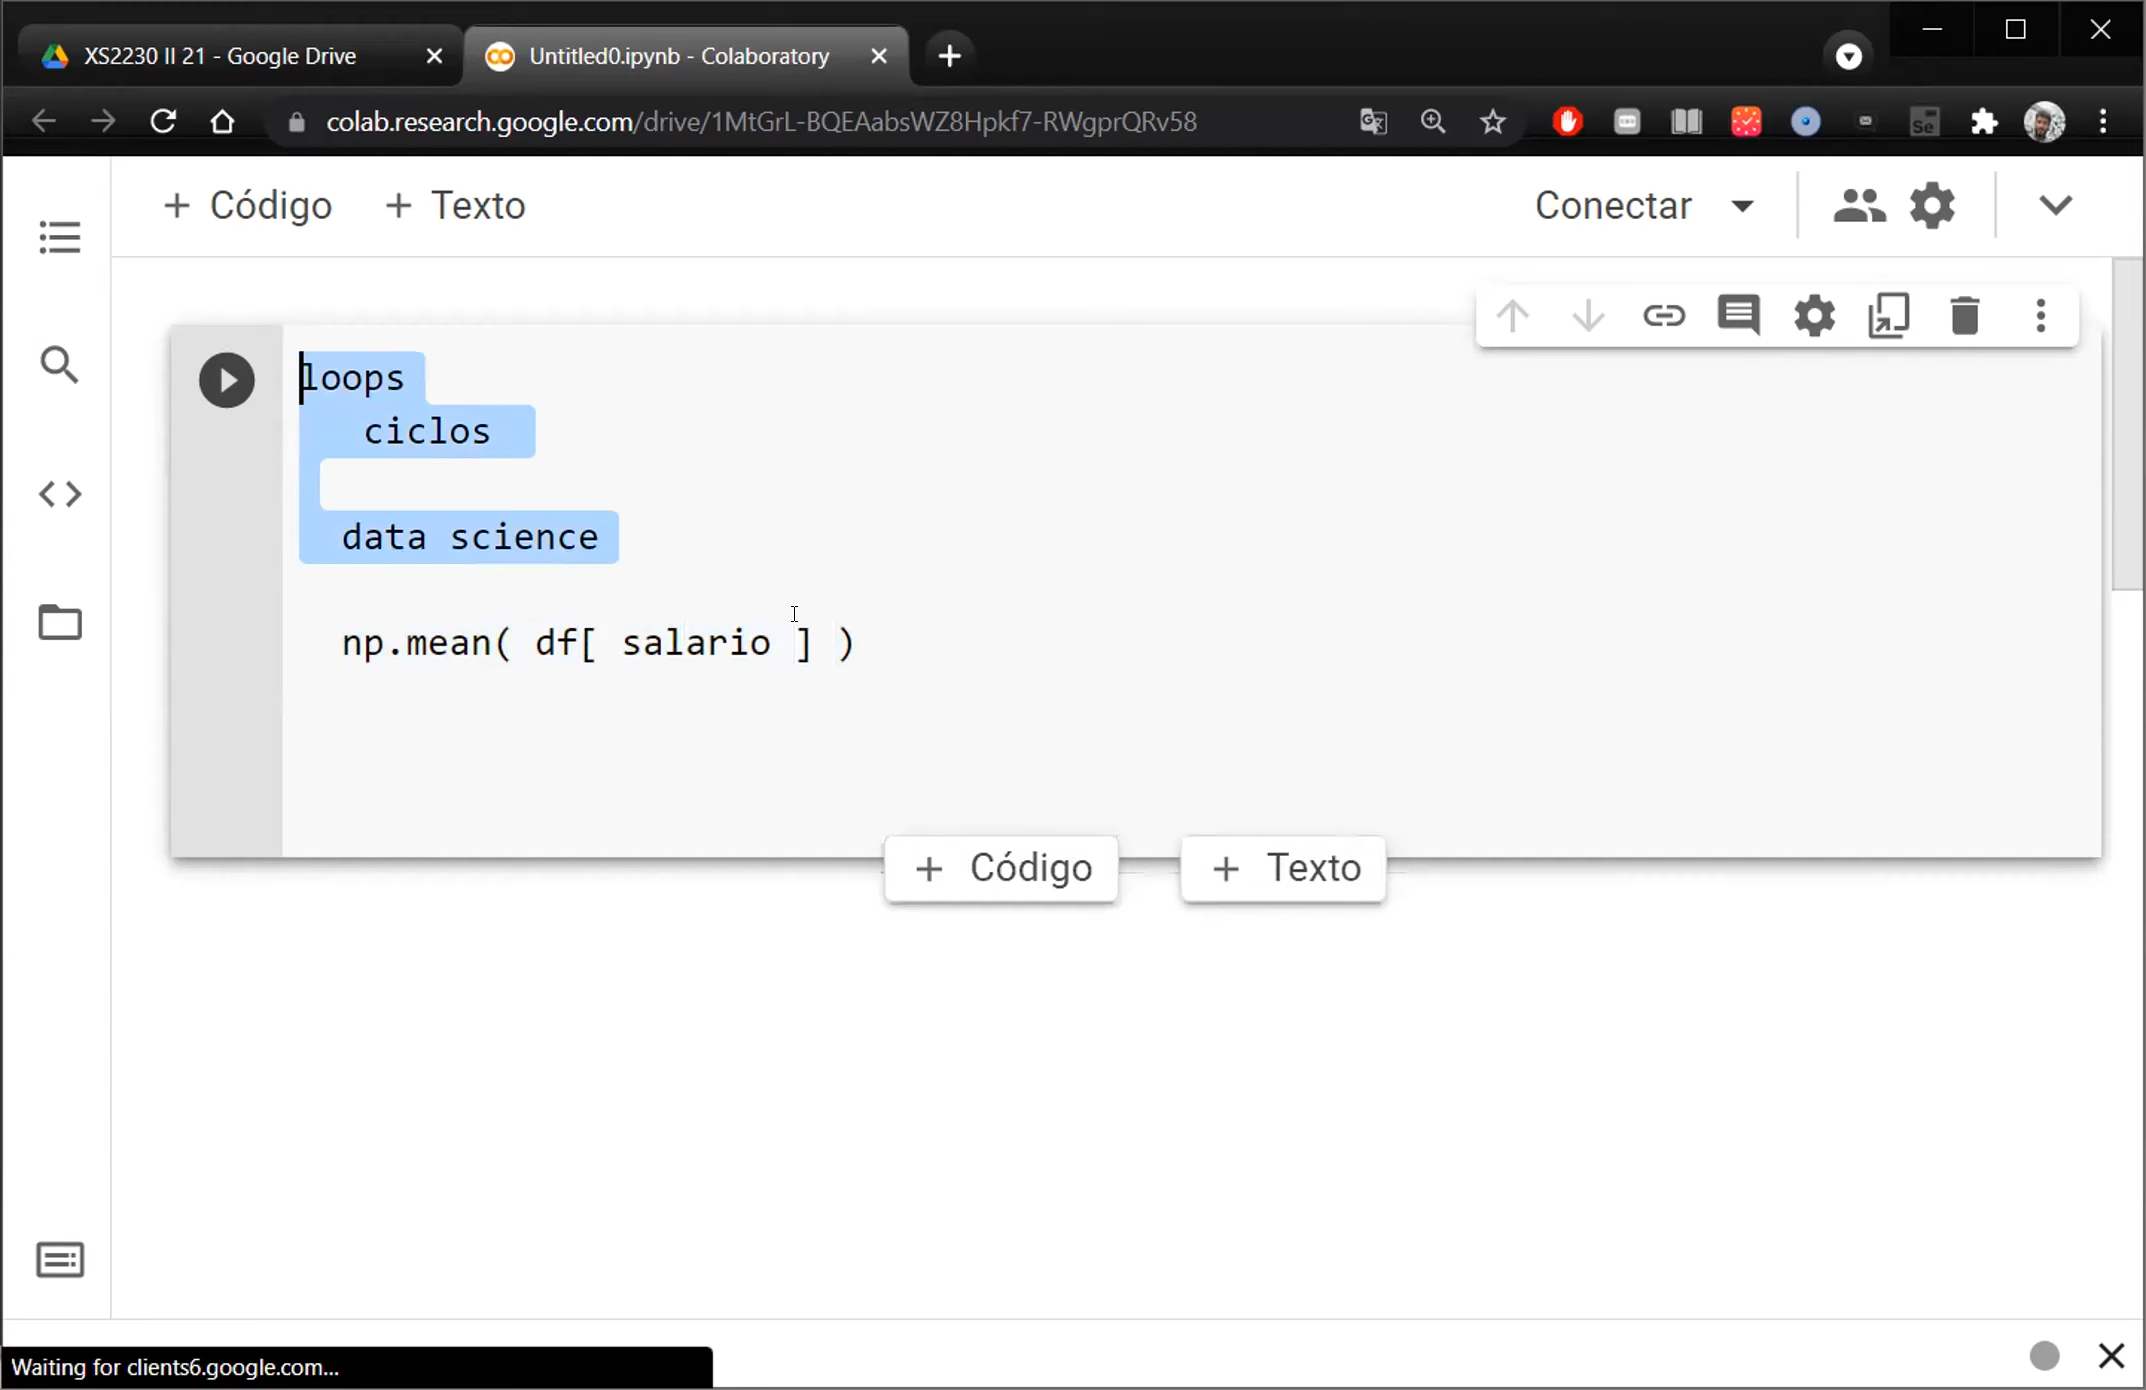 XS2230 II 21 - Google Drive
Untitled0.ipynb - Colaboratory
colab.research.google.com/drive/1MtGrL-BQEAabsWZ8Hpkf7-RWgprQRv58
Se
+ Código + Texto
Conectar
loops
ciclos
data science
np.mean( df[ salario ] )
+ Código
+ Texto
Waiting for clients6.google.com...